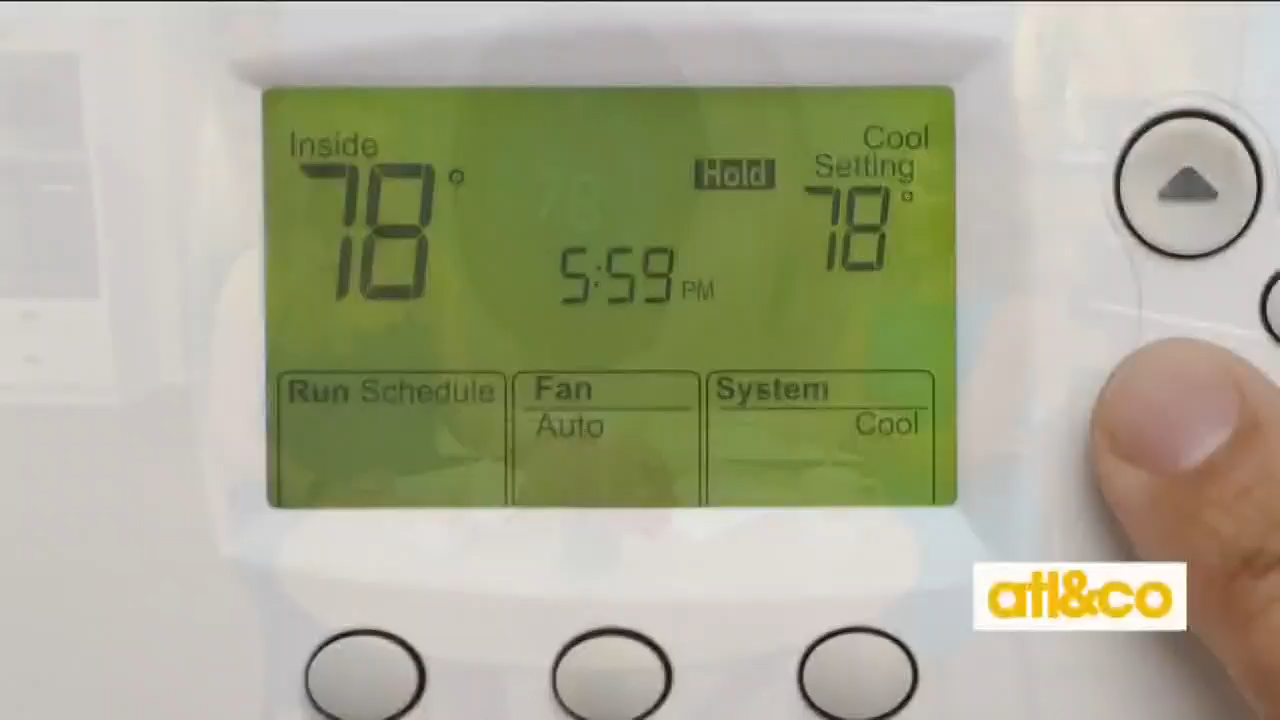 Inside
78°
Hold
Cool
Setting
78°
5:59 PM
Run Schedule
Fan
Auto
System
Cool
atl&co